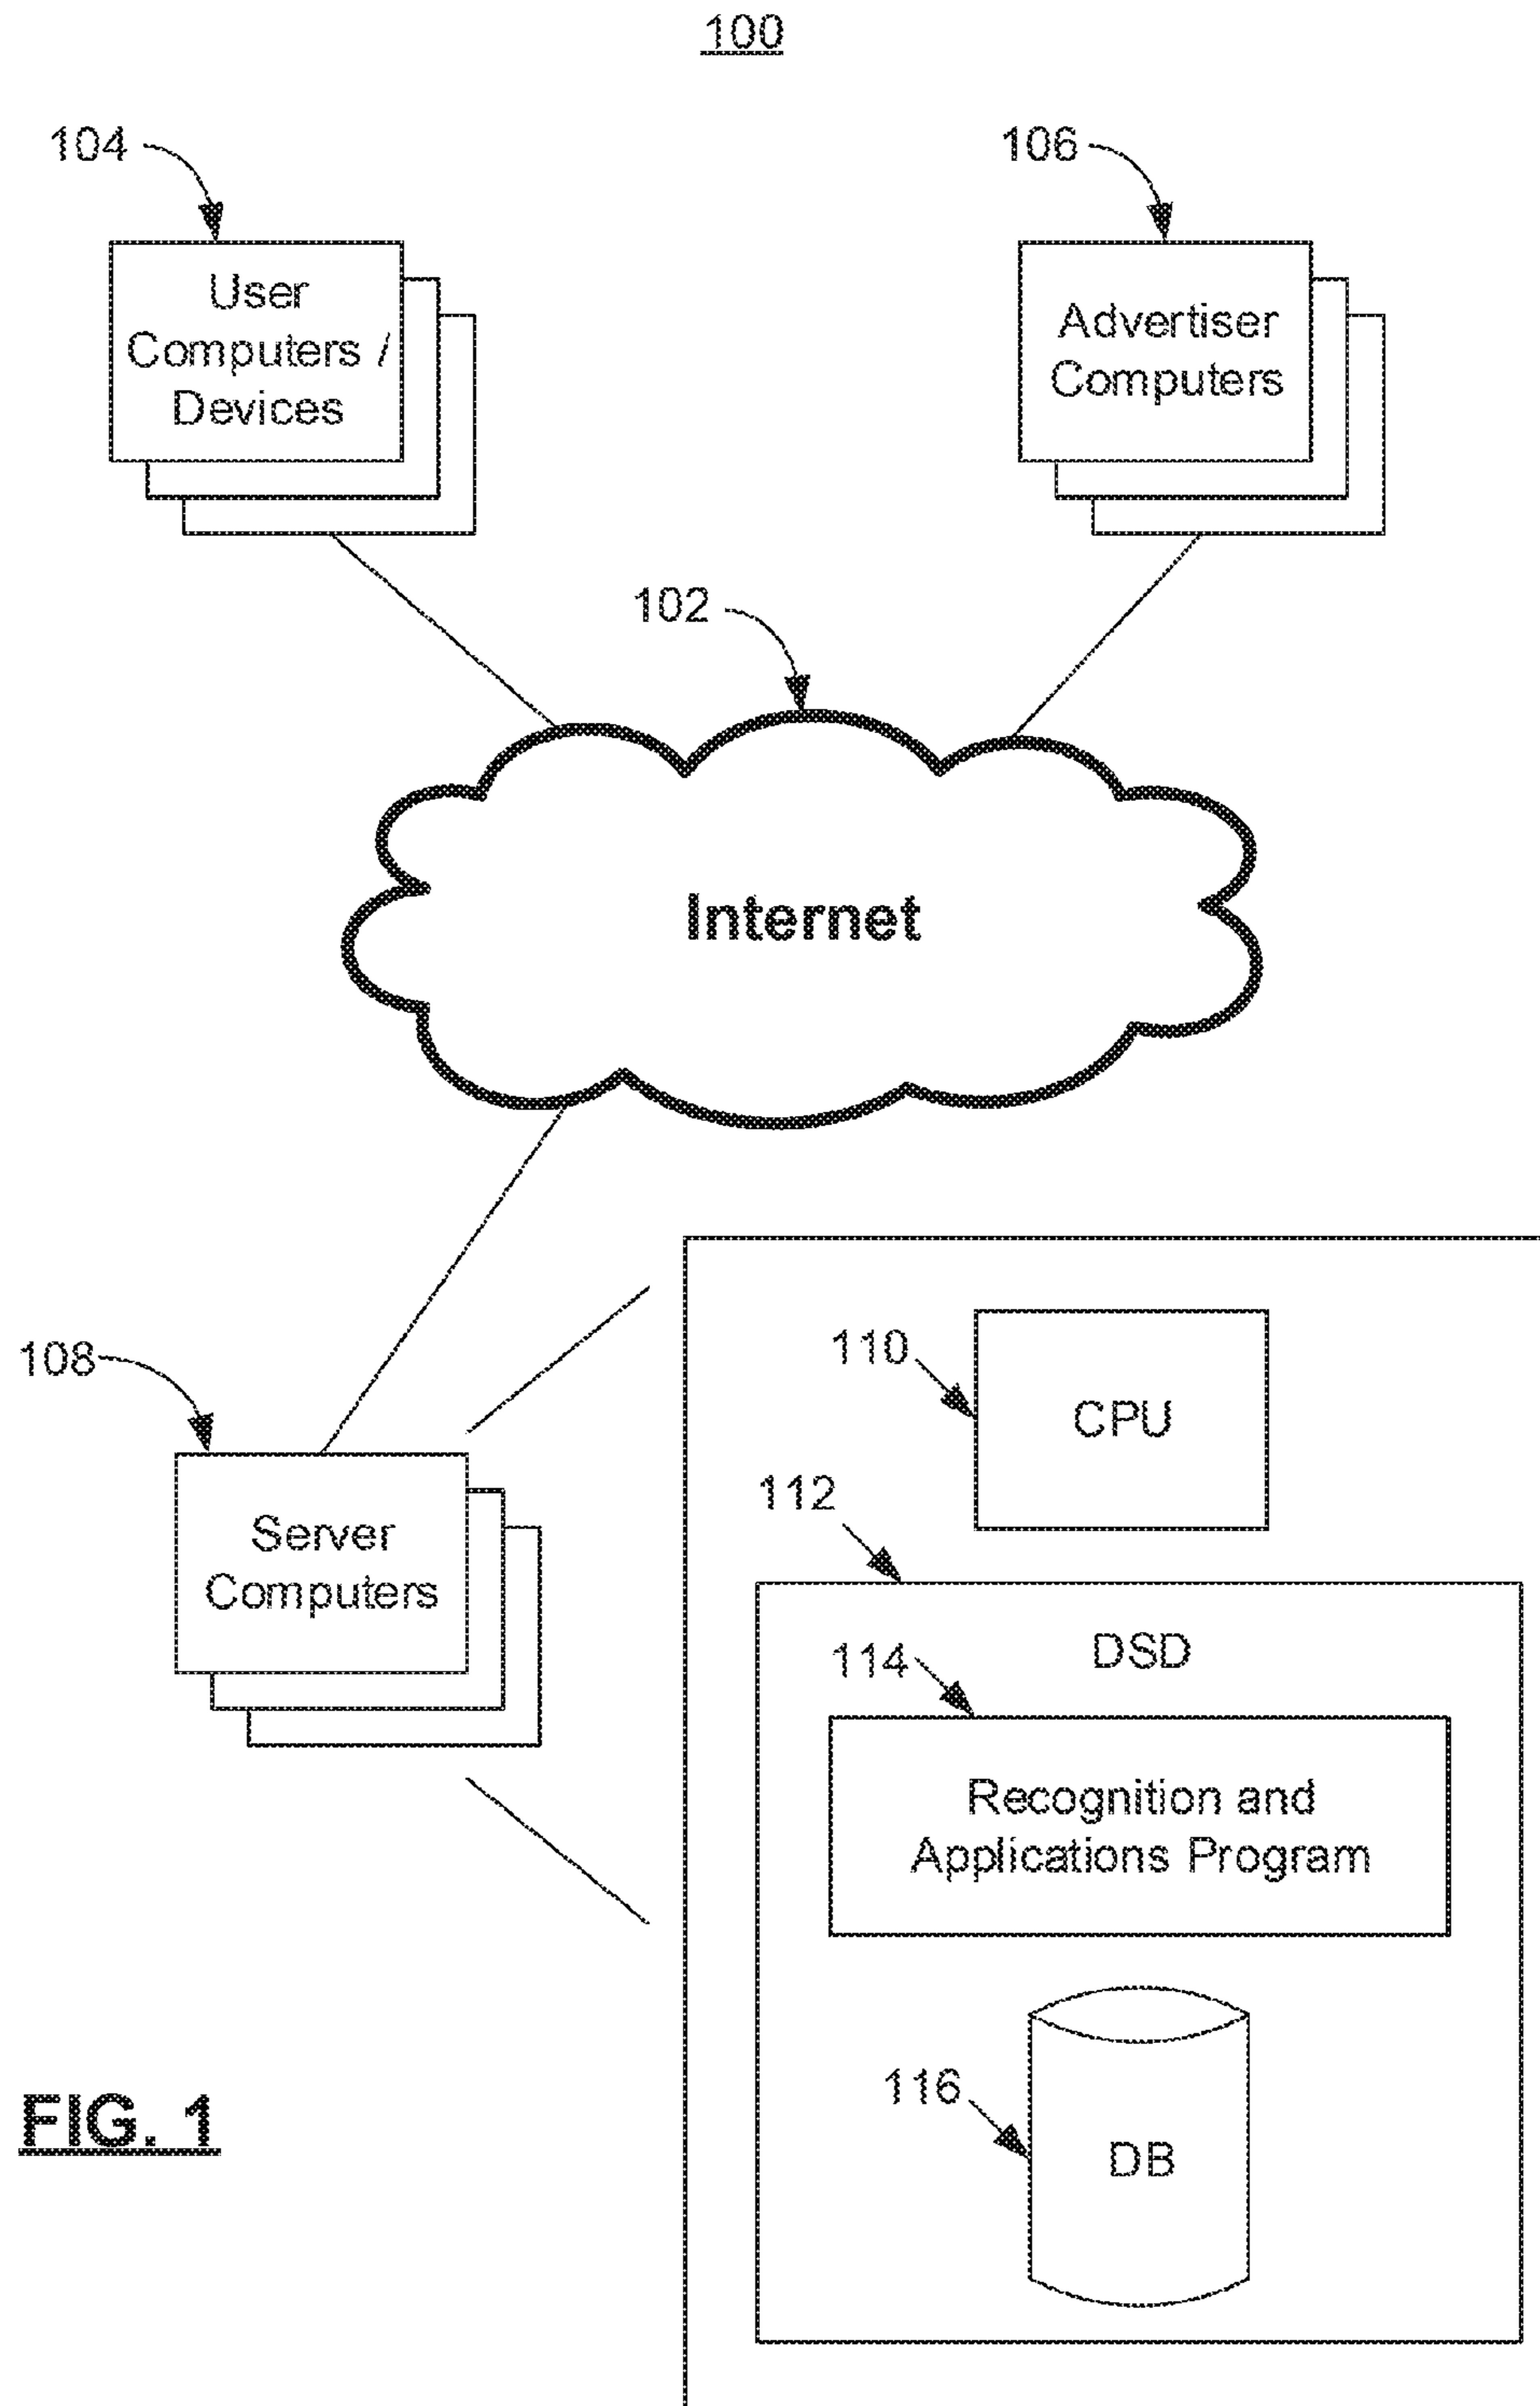 100
104
106
User
Computers /
Devices
Advertiser
Computers
102
Internet
108
110
CPU
112
Server
Computers
DSD
114
Recognition and
Applications Program
116
DB
FIG. 1